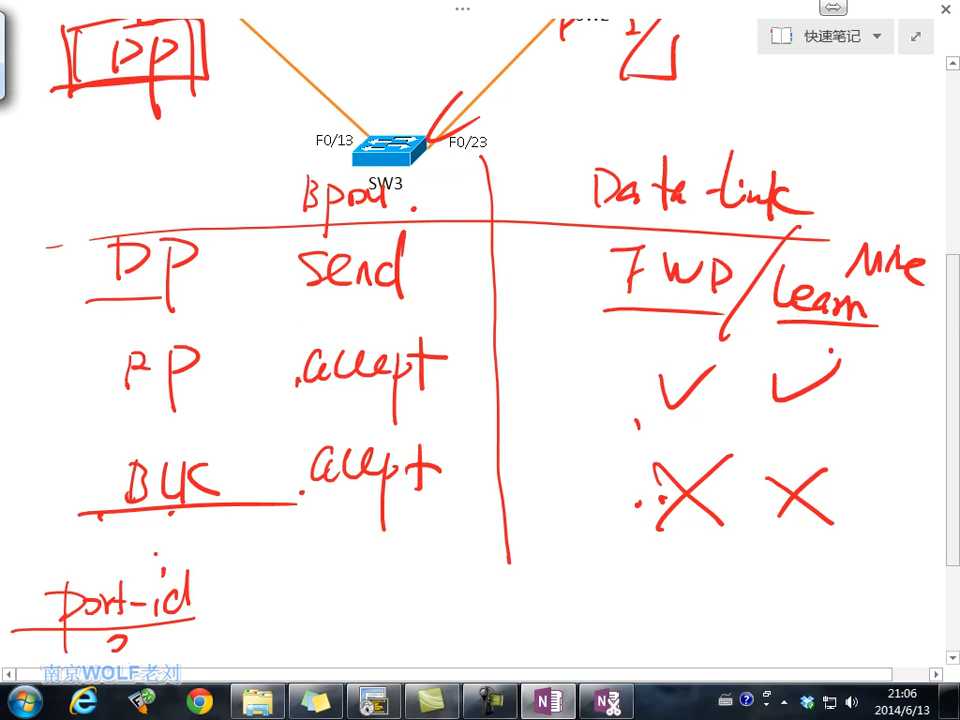 SW2
快速笔记
DP
F0/13
F0/23
SW3
Bpdu.
Data link
DP send FWD / Learn
RP accept
BLK accept
port-id
2
南京WOLF老刘
21:06
2014/6/13